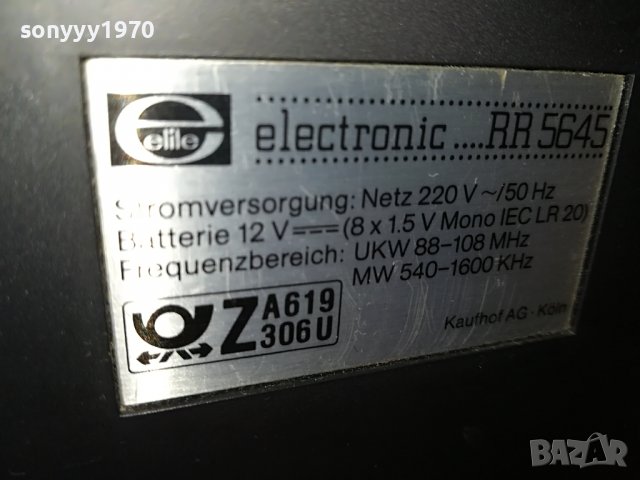 sonyyy1970
elite electronic ....RR 5645
Stromversorgung: Netz 220 V ~/50 Hz
Batterie 12 V⎓(8 x 1.5 V Mono IEC LR 20)
Frequenzbereich: UKW 88-108 MHz
MW 540-1600 KHz
Z A619
306U
Kaufhof AG · Köln
BAZAR